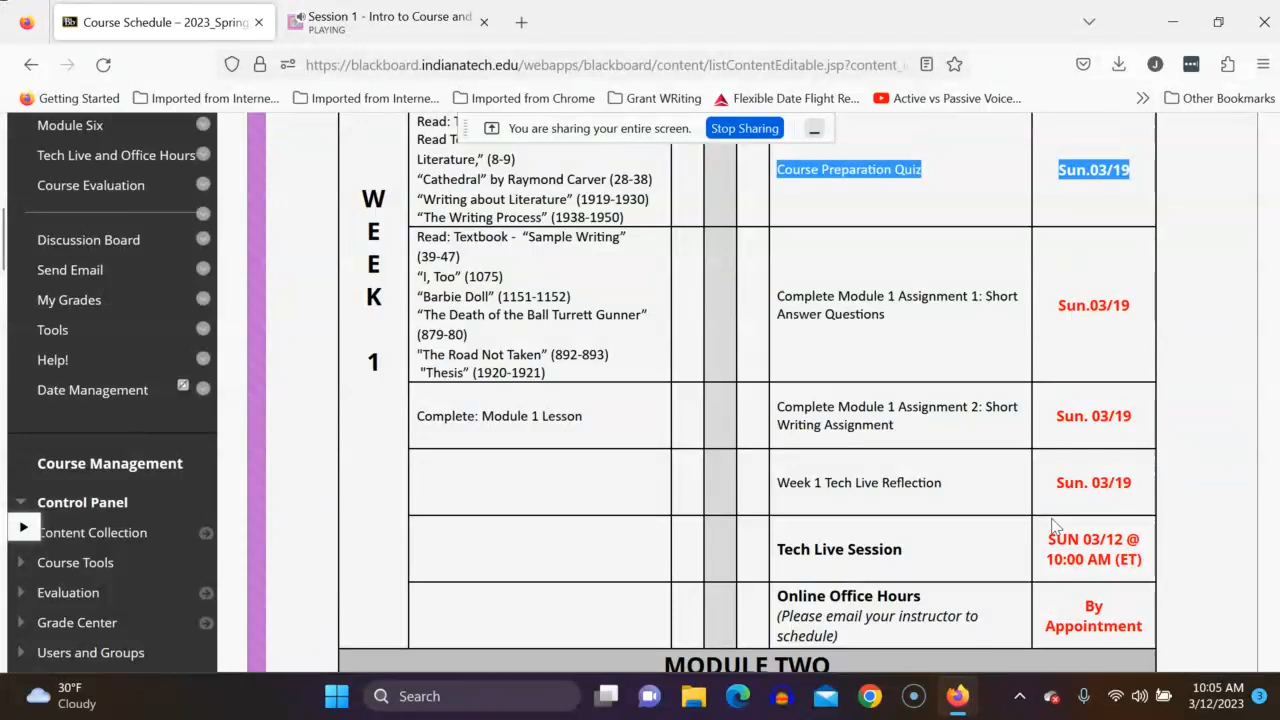 Course Schedule – 2023_Spring
Session 1 - Intro to Course and
PLAYING
https://blackboard.indianatech.edu/webapps/blackboard/content/listContentEditable.jsp?content_
Getting Started
Imported from Interne...
Imported from Interne...
Imported from Chrome
Grant WRiting
Flexible Date Flight Re...
Active vs Passive Voice...
Other Bookmarks
You are sharing your entire screen.
Stop Sharing
Module Six
Tech Live and Office Hours
Course Evaluation
Discussion Board
Send Email
My Grades
Tools
Help!
Date Management
Course Management
Control Panel
Content Collection
Course Tools
Evaluation
Grade Center
Users and Groups
WEEK 1
Read:
Read
Literature,” (8-9)
“Cathedral” by Raymond Carver (28-38)
“Writing about Literature” (1919-1930)
“The Writing Process” (1938-1950)
Course Preparation Quiz
Sun.03/19
Read: Textbook - “Sample Writing”
(39-47)
“I, Too” (1075)
“Barbie Doll” (1151-1152)
“The Death of the Ball Turrett Gunner”
(879-80)
"The Road Not Taken” (892-893)
"Thesis” (1920-1921)
Complete Module 1 Assignment 1: Short
Answer Questions
Sun.03/19
Complete: Module 1 Lesson
Complete Module 1 Assignment 2: Short
Writing Assignment
Sun. 03/19
Week 1 Tech Live Reflection
Sun. 03/19
Tech Live Session
SUN 03/12 @
10:00 AM (ET)
Online Office Hours
(Please email your instructor to
schedule)
By
Appointment
MODULE TWO
30°F
Cloudy
Search
10:05 AM
3/12/2023
3